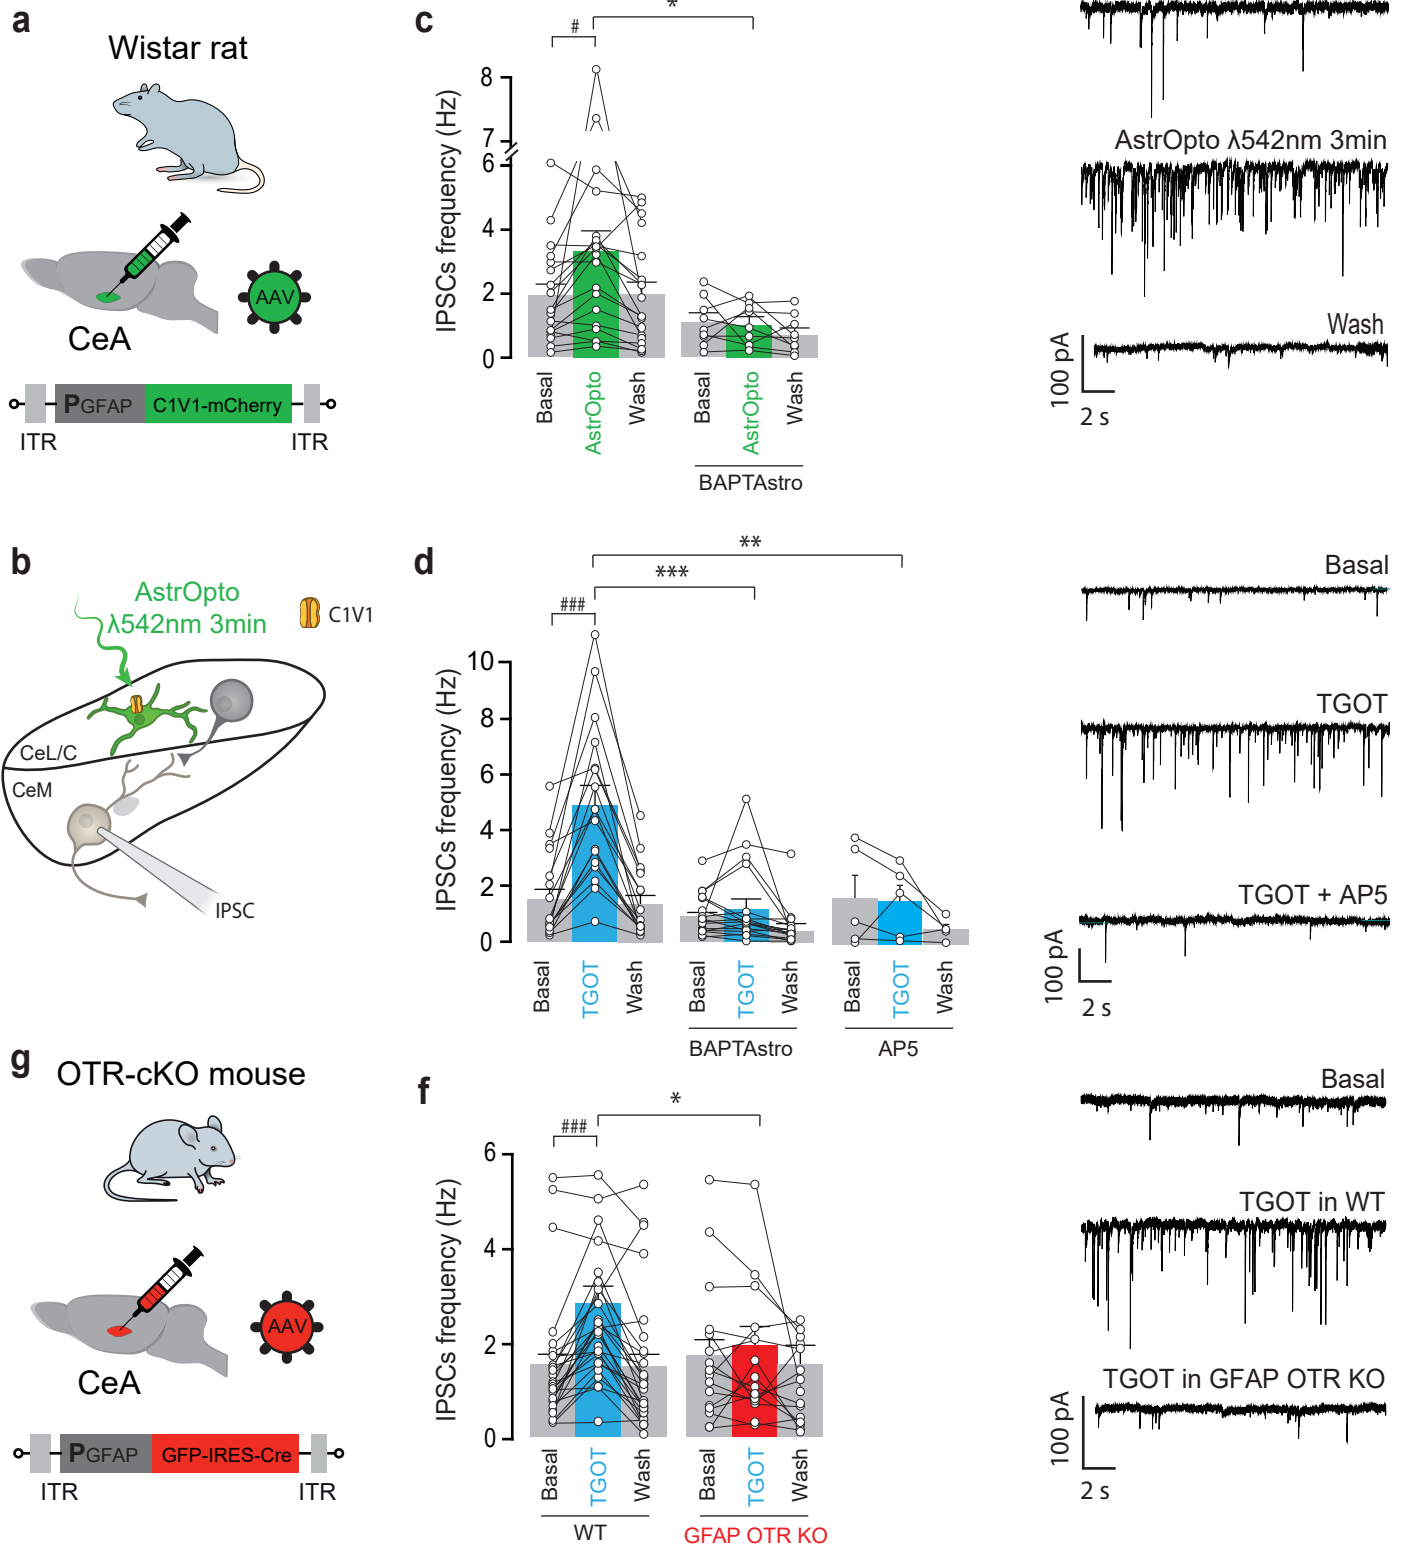 a
Wistar rat
AAV
CeA
PGFAP
C1V1-mCherry
ITR
ITR
b
AstrOpto
λ542nm 3min
C1V1
CeL/C
CeM
IPSC
g
OTR-cKO mouse
AAV
CeA
PGFAP
GFP-IRES-Cre
ITR
ITR
c
*
#
IPSCs frequency (Hz)
8
7
6
4
2
0
Basal
AstrOpto
Wash
Basal
AstrOpto
Wash
BAPTAstro
AstrOpto λ542nm 3min
Wash
100 pA
2 s
d
**
***
###
IPSCs frequency (Hz)
10
8
6
4
2
0
Basal
TGOT
Wash
Basal
TGOT
Wash
Basal
TGOT
Wash
BAPTAstro
AP5
Basal
TGOT
TGOT + AP5
100 pA
2 s
f
*
###
IPSCs frequency (Hz)
6
4
2
0
Basal
TGOT
Wash
Basal
TGOT
Wash
WT
GFAP OTR KO
Basal
TGOT in WT
TGOT in GFAP OTR KO
100 pA
2 s